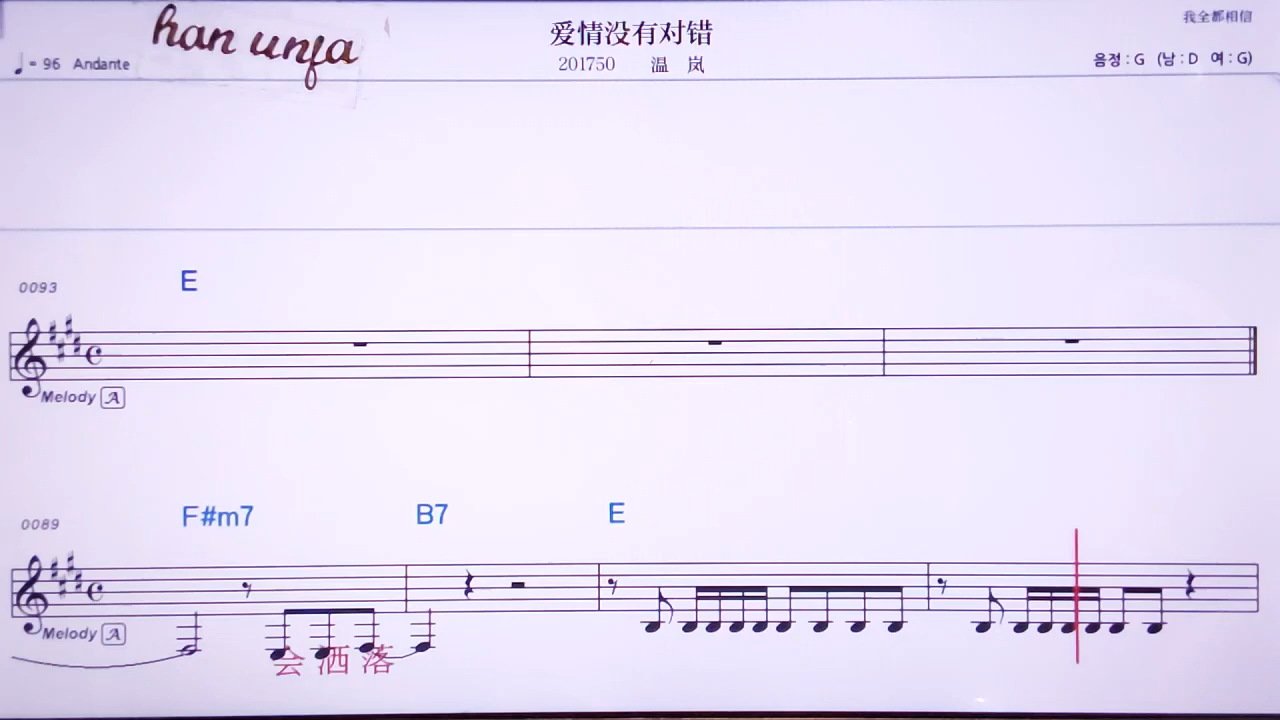 han unfa
爱情没有对错
我全都相信
♩= 96 Andante
201750 温 岚
음정 : G (남 : D 여 : G)
E
0093
Melody A
F#m7 B7 E
0089
Melody A
会 洒 落